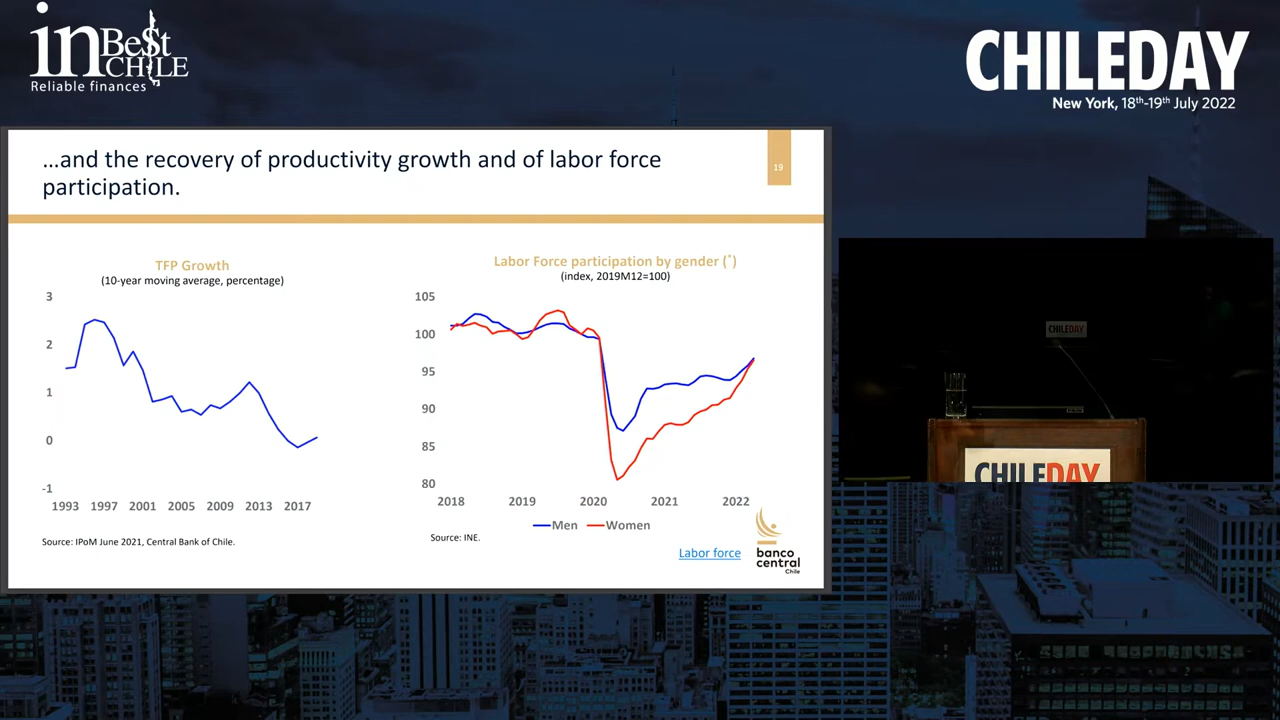 in BeSt CHILE
Reliable finances
CHILEDAY
New York, 18th-19th July 2022
…and the recovery of productivity growth and of labor force
participation.
19
TFP Growth
(10-year moving average, percentage)
3
2
1
0
-1
1993 1997 2001 2005 2009 2013 2017
Source: IPoM June 2021, Central Bank of Chile.
Labor Force participation by gender (*)
(index, 2019M12=100)
105
100
95
90
85
80
2018 2019 2020 2021 2022
Men Women
Source: INE.
Labor force
banco
central
Chile
CHILEDAY
CHILEDAY